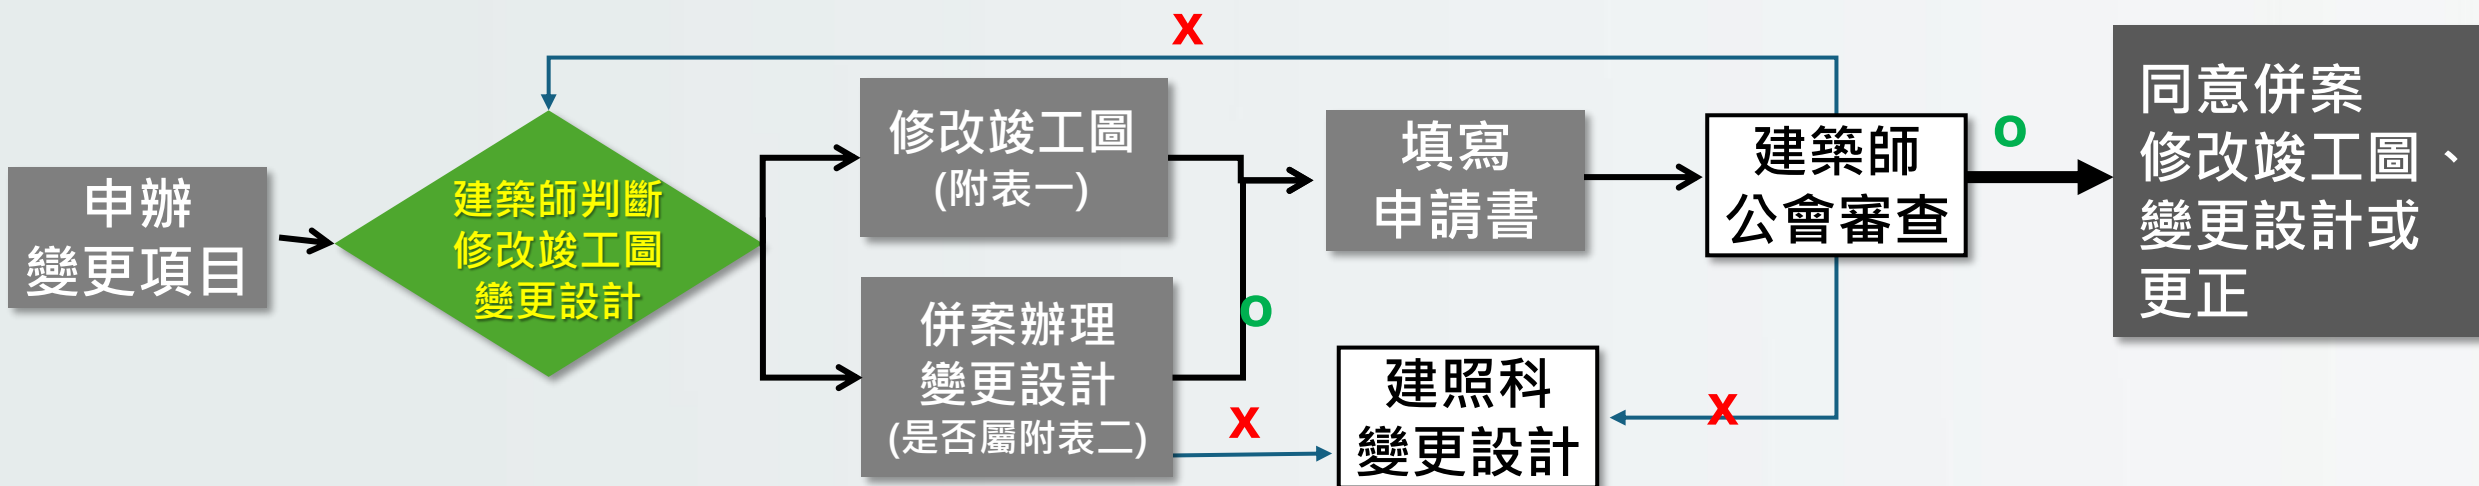 x
申辦
變更項目
建築師判斷
修改竣工圖
變更設計
修改竣工圖
(附表一)
併案辦理
變更設計
(是否屬附表二)
o
x
填寫
申請書
建照科
變更設計
建築師
公會審查
x
o
同意併案
修改竣工圖、
變更設計或
更正